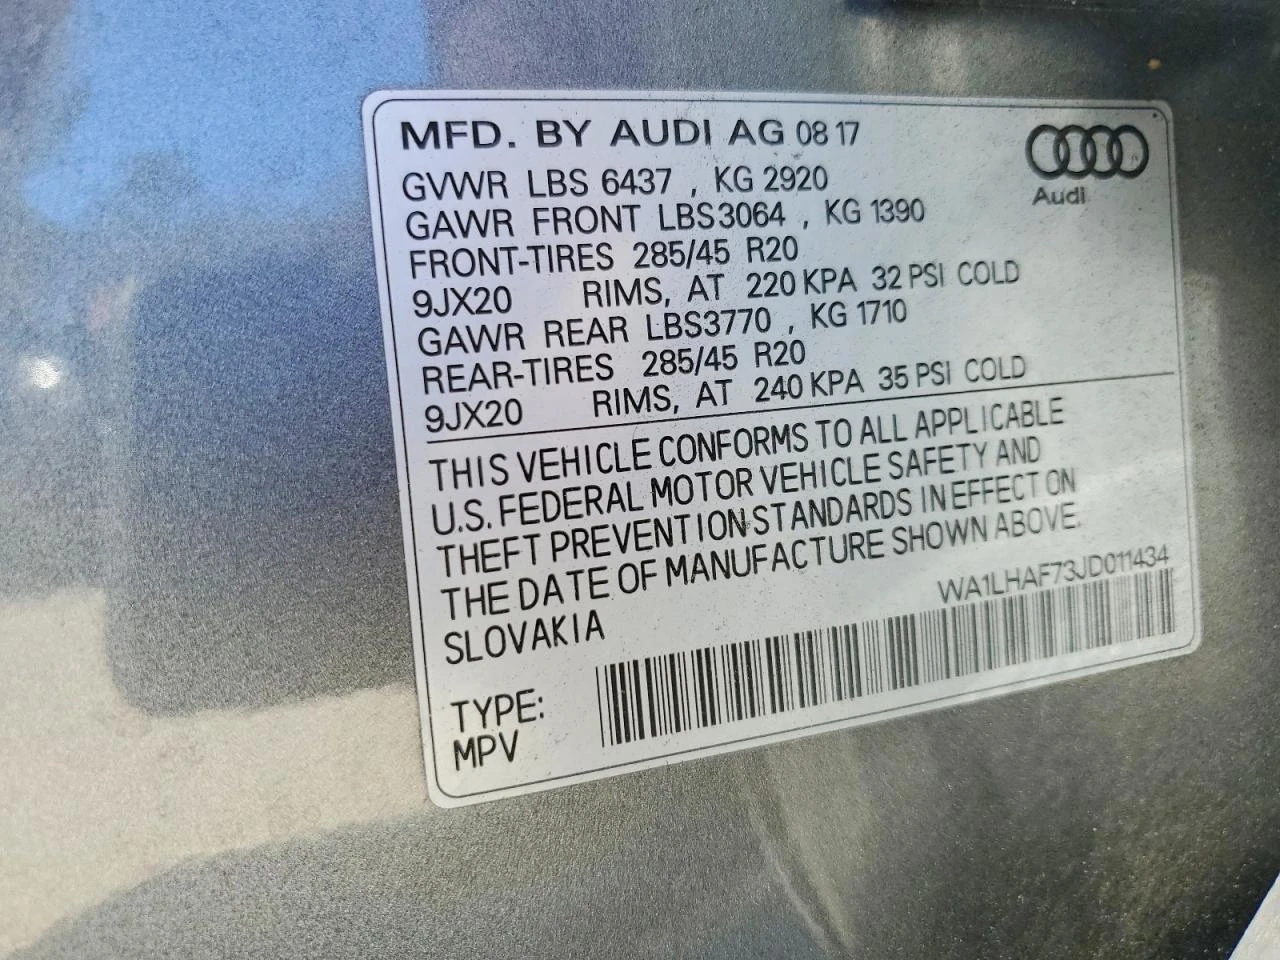 MFD. BY AUDI AG 08 17
Audi
GVWR LBS 6437 , KG 2920
GAWR FRONT LBS3064 , KG 1390
FRONT-TIRES 285/45 R20
9JX20 RIMS, AT 220 KPA 32 PSI COLD
GAWR REAR LBS3770 , KG 1710
REAR-TIRES 285/45 R20
9JX20 RIMS, AT 240 KPA 35 PSI COLD
THIS VEHICLE CONFORMS TO ALL APPLICABLE
U.S. FEDERAL MOTOR VEHICLE SAFETY AND
THEFT PREVENTION STANDARDS IN EFFECT ON
THE DATE OF MANUFACTURE SHOWN ABOVE.
SLOVAKIA
WA1LHAF73JD011434
TYPE:
MPV